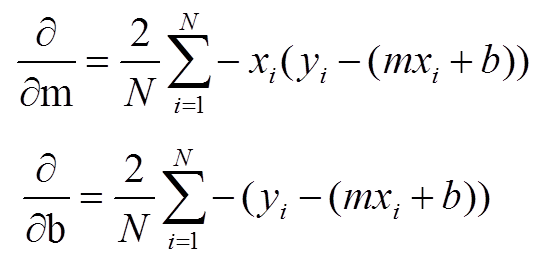 ∂/∂m = 2/N ∑_{i=1}^{N} − x_i(y_i − (mx_i + b))
∂/∂b = 2/N ∑_{i=1}^{N} −(y_i − (mx_i + b))